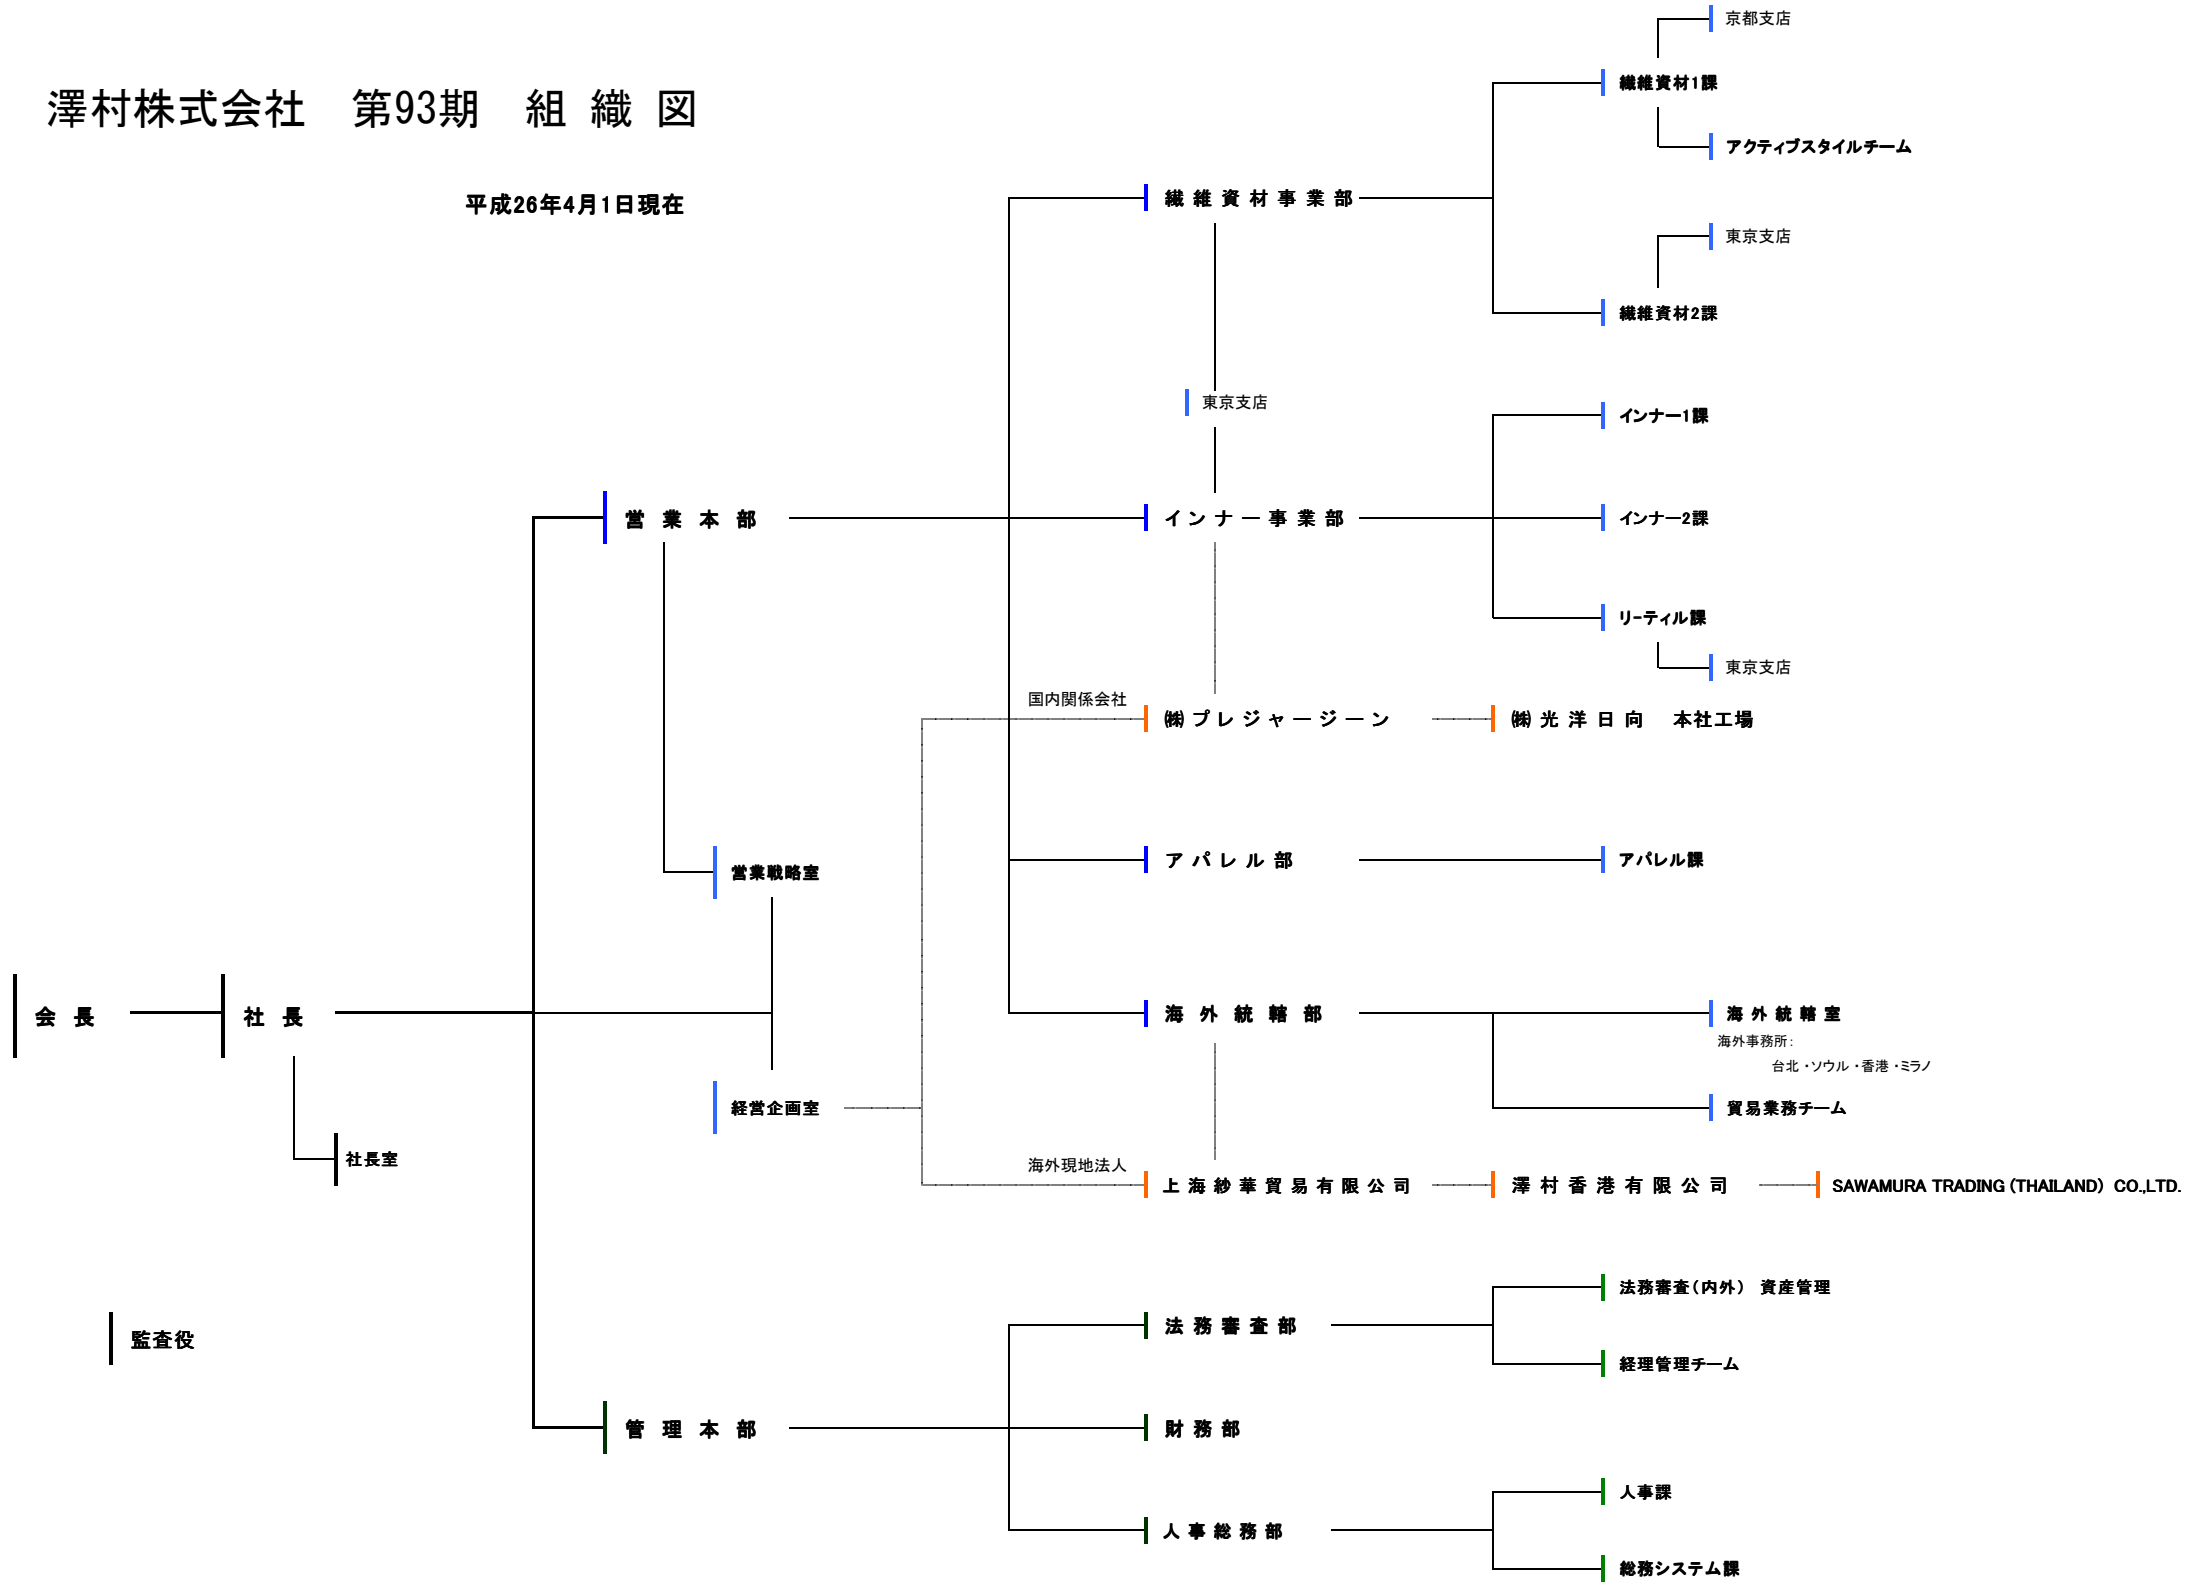 澤村株式会社　第93期　組 織 図
平成26年4月1日現在
京都支店
繊維資材1課
アクティブスタイルチーム
繊維資材事業部
東京支店
繊維資材2課
東京支店
インナー1課
営業本部
インナー事業部
インナー2課
リーティル課
東京支店
国内関係会社
㈱プレジャージーン
㈱光洋日向　本社工場
アパレル部
アパレル課
営業戦略室
会長
社長
海外統轄部
海外統轄室
海外事務所：
台北・ソウル・香港・ミラノ
経営企画室
貿易業務チーム
社長室
海外現地法人
上海紗華貿易有限公司
澤村香港有限公司
SAWAMURA TRADING (THAILAND) CO.,LTD.
法務審査（内外）　資産管理
監査役
法務審査部
経理管理チーム
管理本部
財務部
人事課
人事総務部
総務システム課